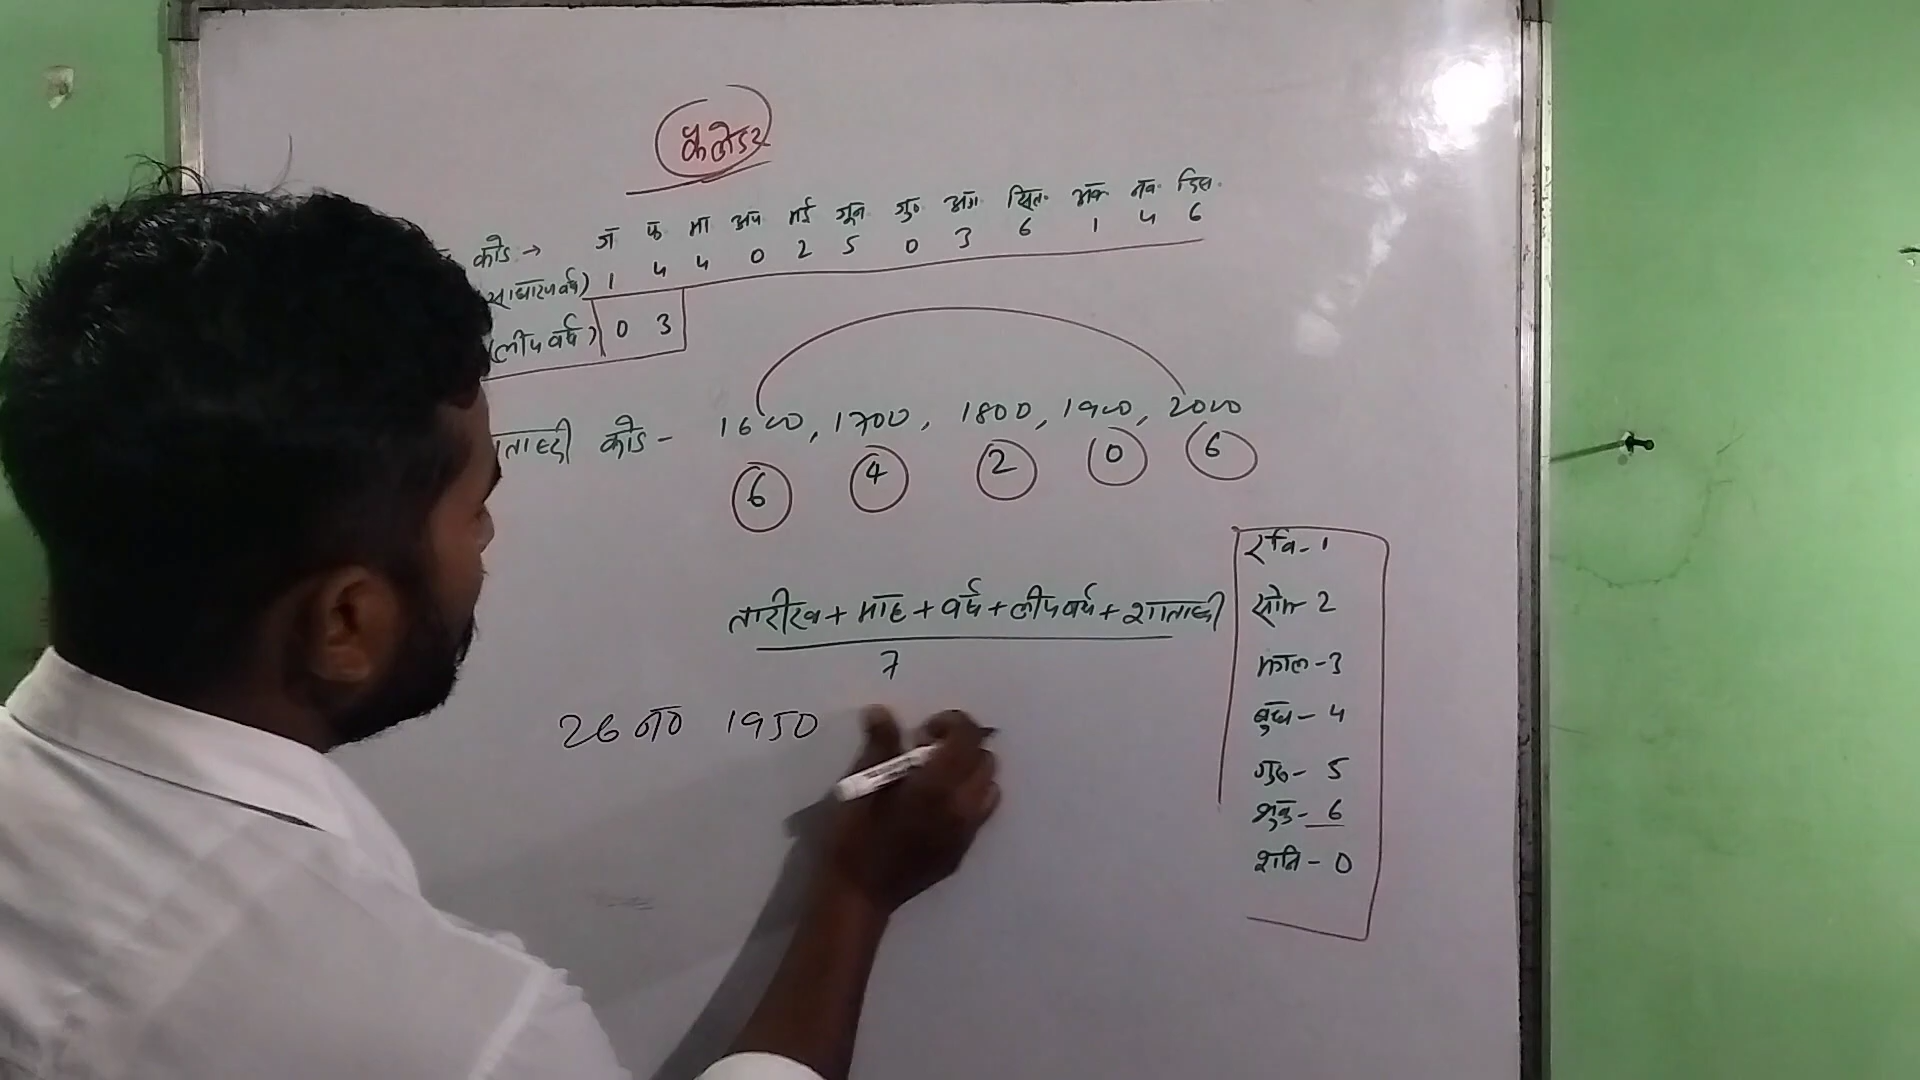 कैलेंडर
कोड → ज फ मा अप मई जून जु० अग सित॰ अक नव॰ दिस.
(साधारण वर्ष) 1 4 4 0 2 5 0 3 6 1 4 6
(लीप वर्ष) 0 3
ताब्दी कोड - 1600, 1700, 1800, 1900, 2000
6 4 2 0 6
तारीख + माह + वर्ष + लीप वर्ष + शताब्दी
7
26 नव 1950
रवि - 1
सोम - 2
मंगल - 3
बुध - 4
गुरु - 5
शुक्र - 6
शनि - 0